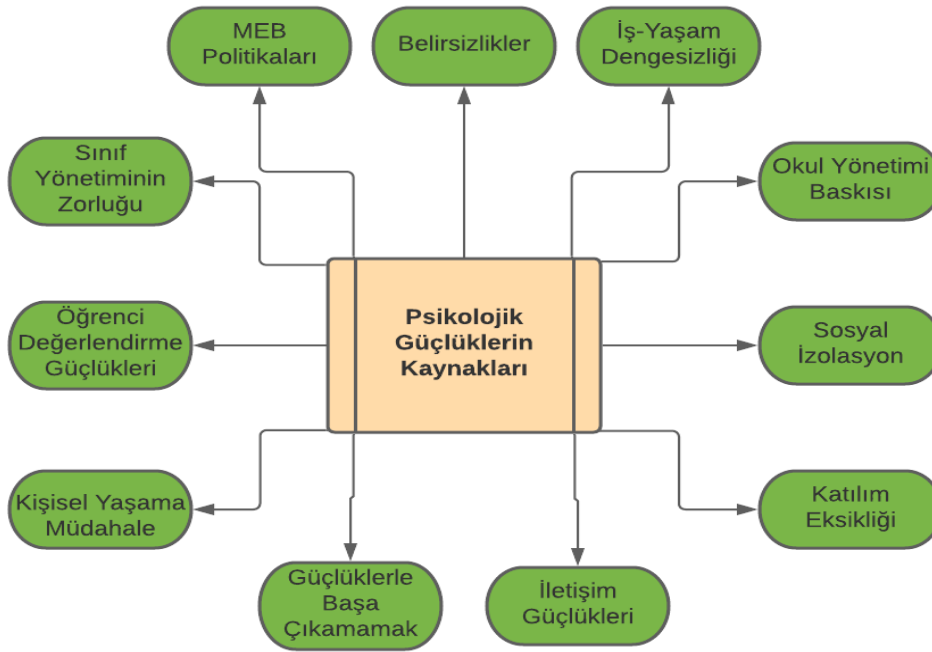 MEB
Politikaları
Belirsizlikler
İş-Yaşam
Dengesizliği
Sınıf
Yönetiminin
Zorluğu
Okul Yönetimi
Baskısı
Psikolojik
Güçlüklerin
Kaynakları
Öğrenci
Değerlendirme
Güçlükleri
Sosyal
İzolasyon
Kişisel Yaşama
Müdahale
Katılım
Eksikliği
Güçlüklerle
Başa
Çıkamamak
İletişim
Güçlükleri